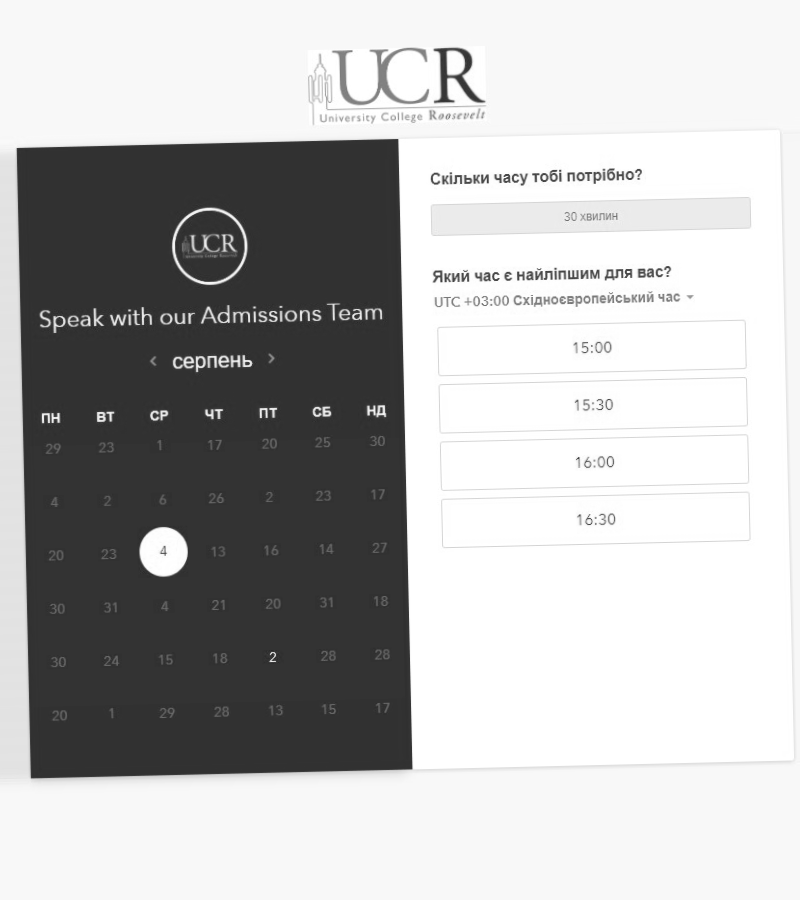 UCR
University College Roosevelt
UCR
University College Roosevelt
Speak with our Admissions Team
серпень
ПН ВТ СР ЧТ ПТ СБ НД
29 23 1 17 20 25 30
4 2 6 26 2 23 17
20 23 4 13 16 14 27
30 31 4 21 20 31 18
30 24 15 18 2 28 28
20 1 29 28 13 15 17
Скільки часу тобі потрібно?
30 хвилин
Який час є найліпшим для вас?
UTC +03:00 Східноєвропейський час
15:00
15:30
16:00
16:30